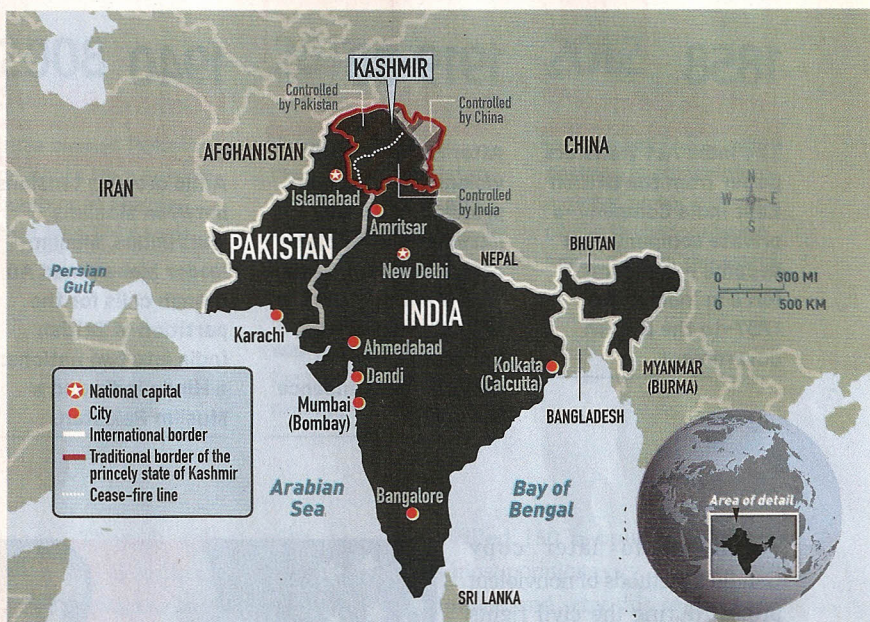 KASHMIR
Controlled
by Pakistan
Controlled
by China
AFGHANISTAN
CHINA
IRAN
Islamabad
Controlled
by India
N
W
E
S
Amritsar
PAKISTAN
New Delhi
NEPAL
BHUTAN
Persian
Gulf
0 300 MI
0 500 KM
INDIA
Karachi
Ahmedabad
Kolkata
(Calcutta)
Dandi
MYANMAR
(BURMA)
Mumbai
(Bombay)
BANGLADESH
National capital
City
International border
Traditional border of the
princely state of Kashmir
Cease-fire line
Arabian
Sea
Bay of
Bengal
Bangalore
Area of detail
SRI LANKA